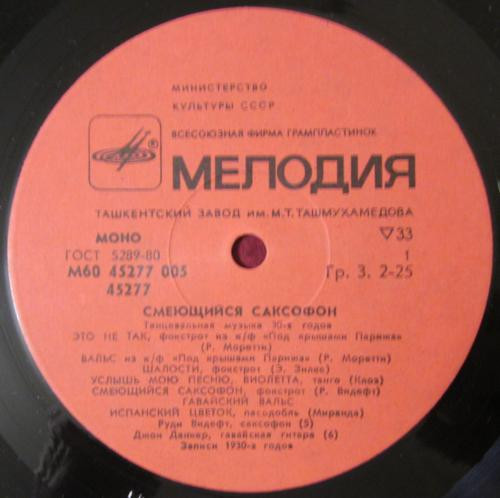 МИНИСТЕРСТВО
КУЛЬТУРЫ СССР
ВСЕСОЮЗНАЯ ФИРМА ГРАМПЛАСТИНОК
МЕЛОДИЯ
ТАШКЕНТСКИЙ ЗАВОД ИМ. М.Т. ТАШМУХАМЕДОВА
МОНО ▽33
ГОСТ 5289-80 1
М60 45277 005 Гр. 3. 2-25
45277
СМЕЮЩИЙСЯ САКСОФОН
Танцевальная музыка 30-х годов
ЭТО НЕ ТАК, фокстрот из к/ф «Под крышами Парижа»
(Р. Моретти)
ВАЛЬС из к/ф «Под крышами Парижа» (Р. Моретти)
ШАЛОСТИ, фокстрот (Э. Вилес)
УСЛЫШЬ МОЮ ПЕСНЮ, ВИОЛЕТТА, танго (Клоз)
СМЕЮЩИЙСЯ САКСОФОН, фокстрот (Р. Видефт)
ГАВАЙСКИЙ ВАЛЬС
ИСПАНСКИЙ ЦВЕТОК, пасодобль (Миранда)
Руди Видефт, саксофон (5)
Джон Данкер, гавайская гитара (6)
Записи 1930-х годов